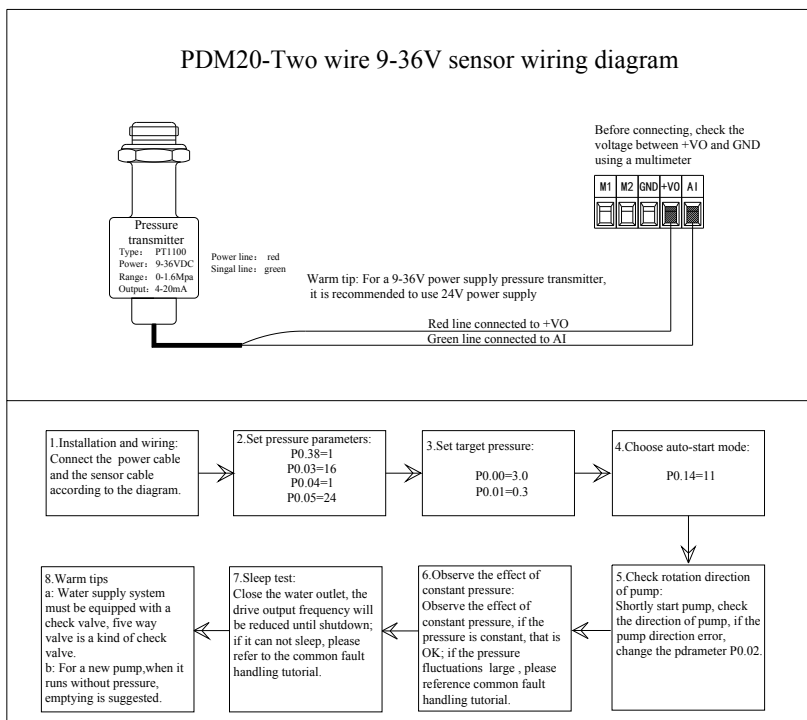 PDM20-Two wire 9-36V sensor wiring diagram
Before connecting, check the
voltage between +VO and GND
using a multimeter
M1 M2 GND +VO AI
Pressure
transmitter
Type: PT1100
Power: 9-36VDC
Range: 0-1.6Mpa
Output: 4-20mA
Power line: red
Singal line: green
Warm tip: For a 9-36V power supply pressure transmitter,
it is recommended to use 24V power supply
Red line connected to +VO
Green line connected to AI
1.Installation and wiring:
Connect the power cable
and the sensor cable
according to the diagram.
2.Set pressure parameters:
P0.38=1
P0.03=16
P0.04=1
P0.05=24
3.Set target pressure:
P0.00=3.0
P0.01=0.3
4.Choose auto-start mode:
P0.14=11
5.Check rotation direction
of pump:
Shortly start pump, check
the direction of pump, if the
pump direction error,
change the pdrameter P0.02.
6.Observe the effect of
constant pressure:
Observe the effect of
constant pressure, if the
pressure is constant, that is
OK; if the pressure
fluctuations large , please
reference common fault
handling tutorial.
7.Sleep test:
Close the water outlet, the
drive output frequency will
be reduced until shutdown;
if it can not sleep, please
refer to the common fault
handling tutorial.
8.Warm tips
a: Water supply system
must be equipped with a
check valve, five way
valve is a kind of check
valve.
b: For a new pump,when it
runs without pressure,
emptying is suggested.